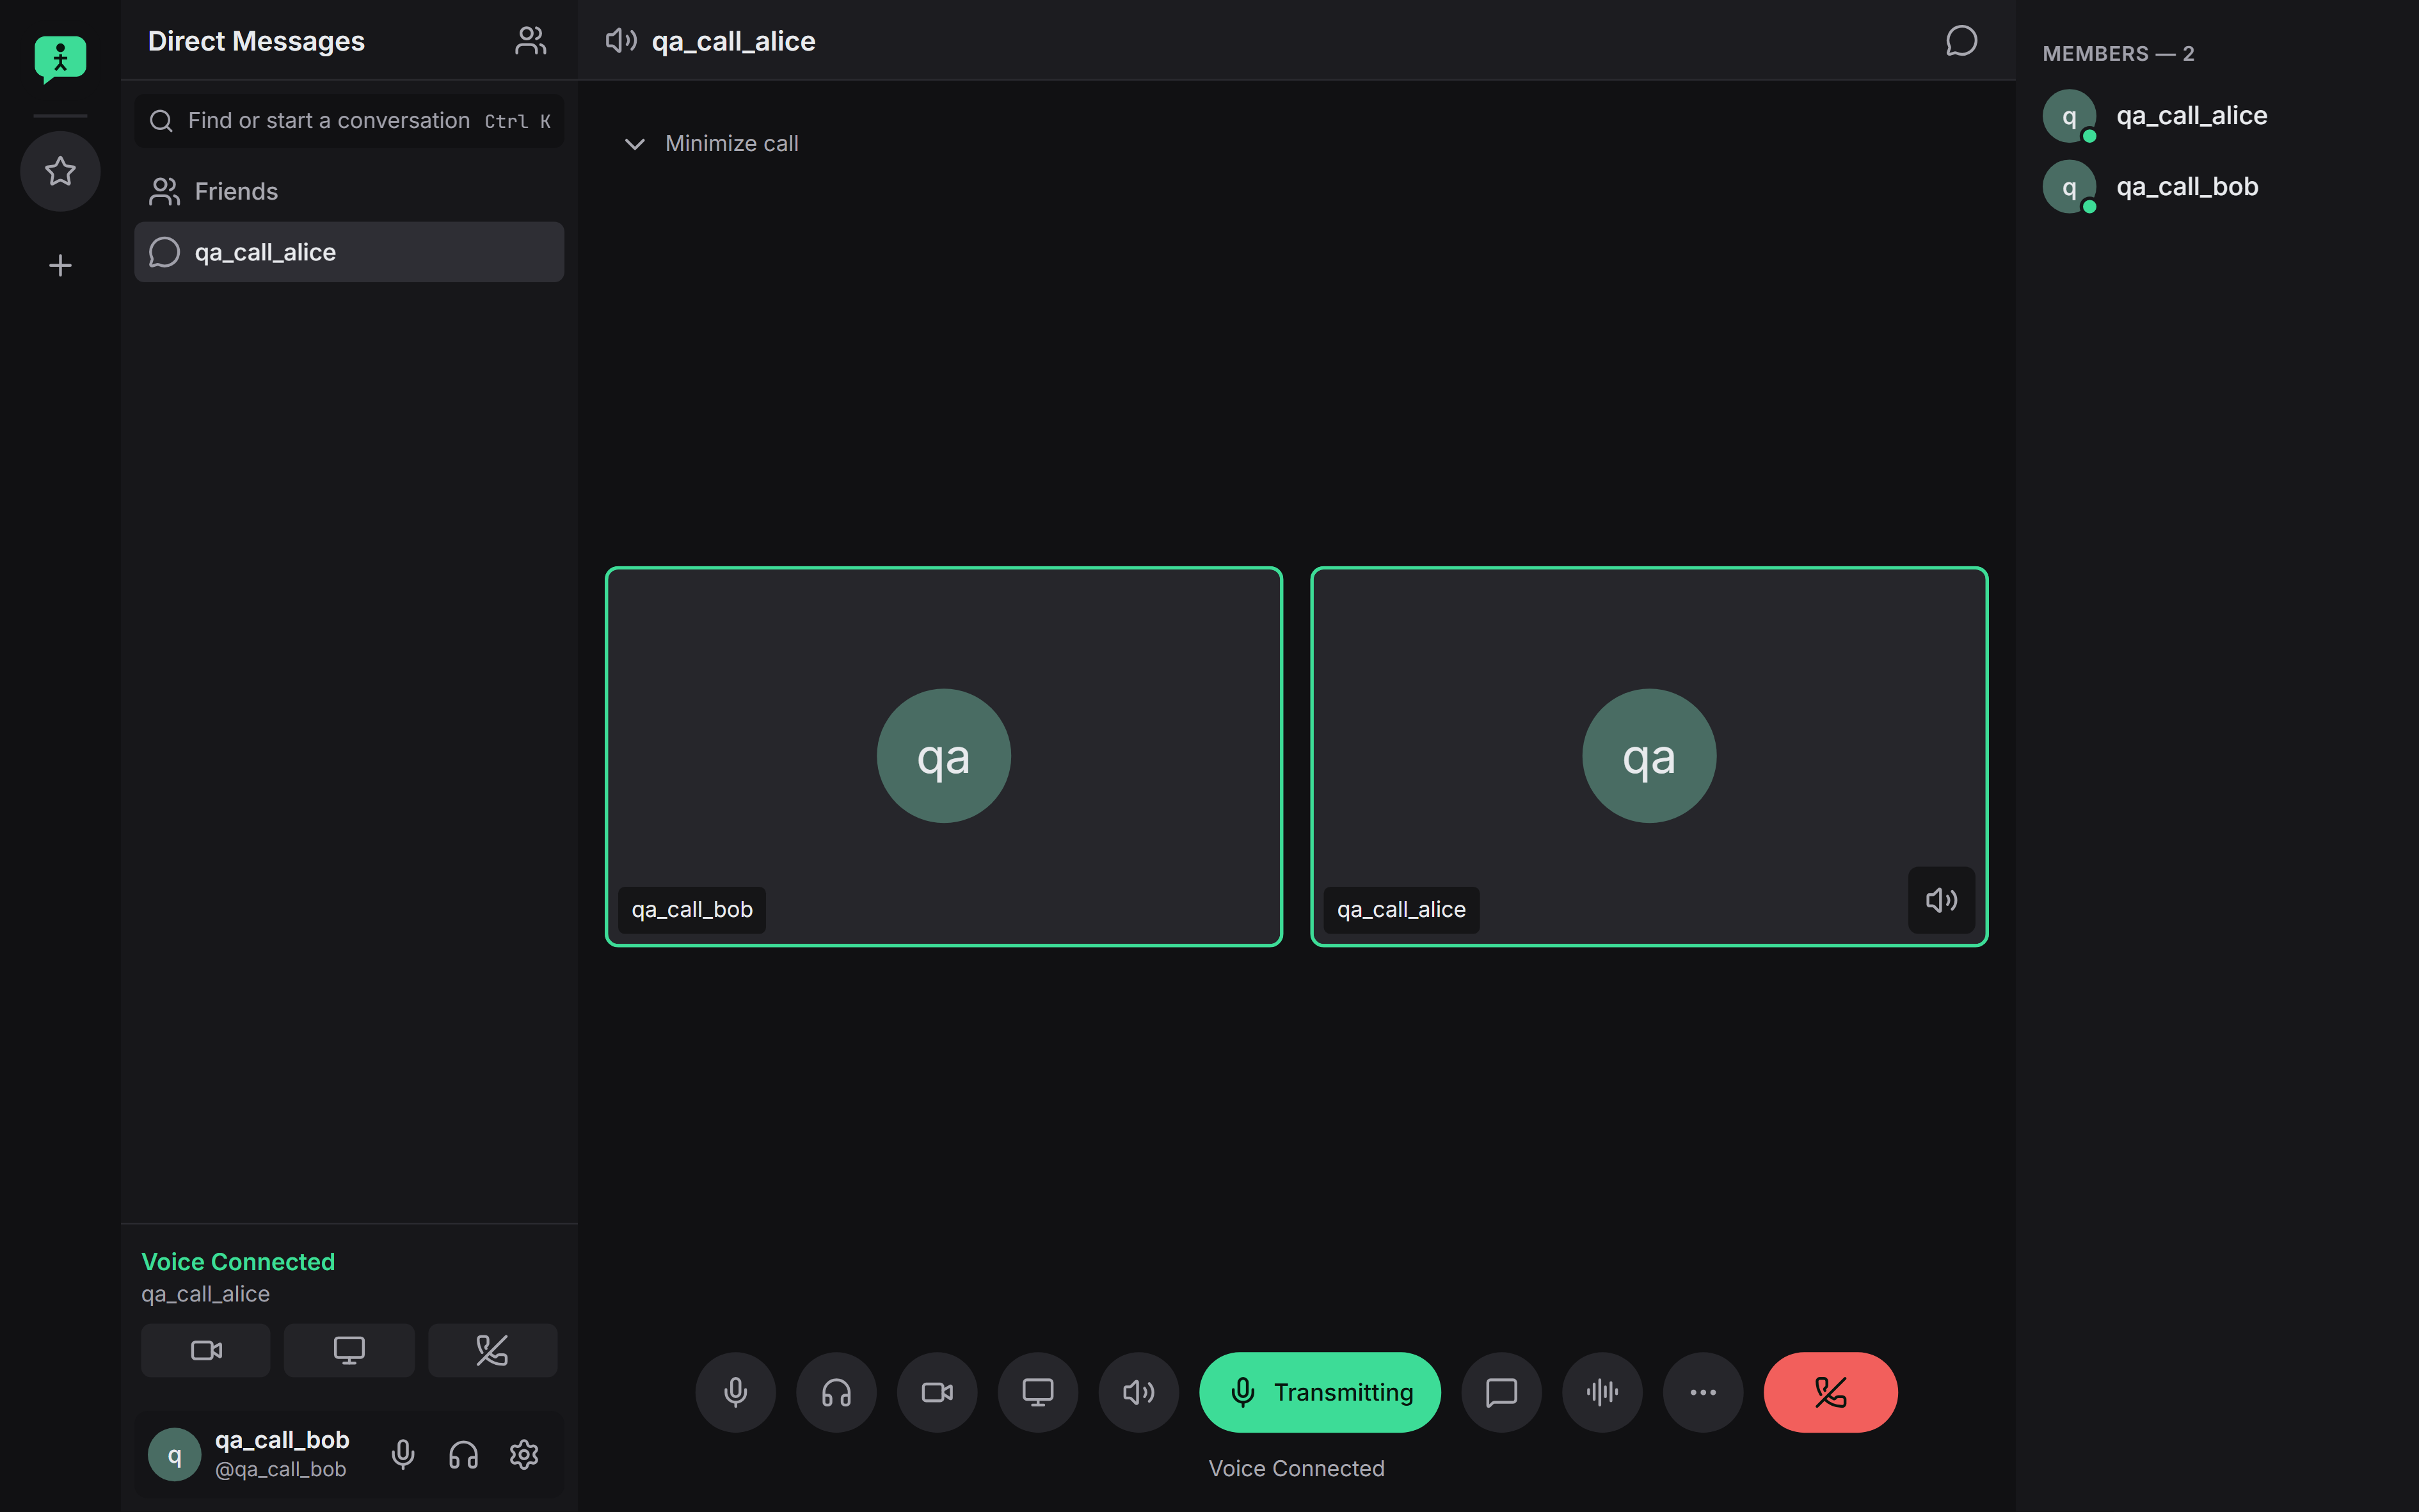 Direct Messages
Find or start a conversation Ctrl K
Friends
qa_call_alice
Voice Connected
qa_call_alice
q
qa_call_bob
@qa_call_bob
qa_call_alice
Minimize call
qa
qa_call_bob
qa
qa_call_alice
Transmitting
Voice Connected
MEMBERS — 2
q qa_call_alice
q qa_call_bob